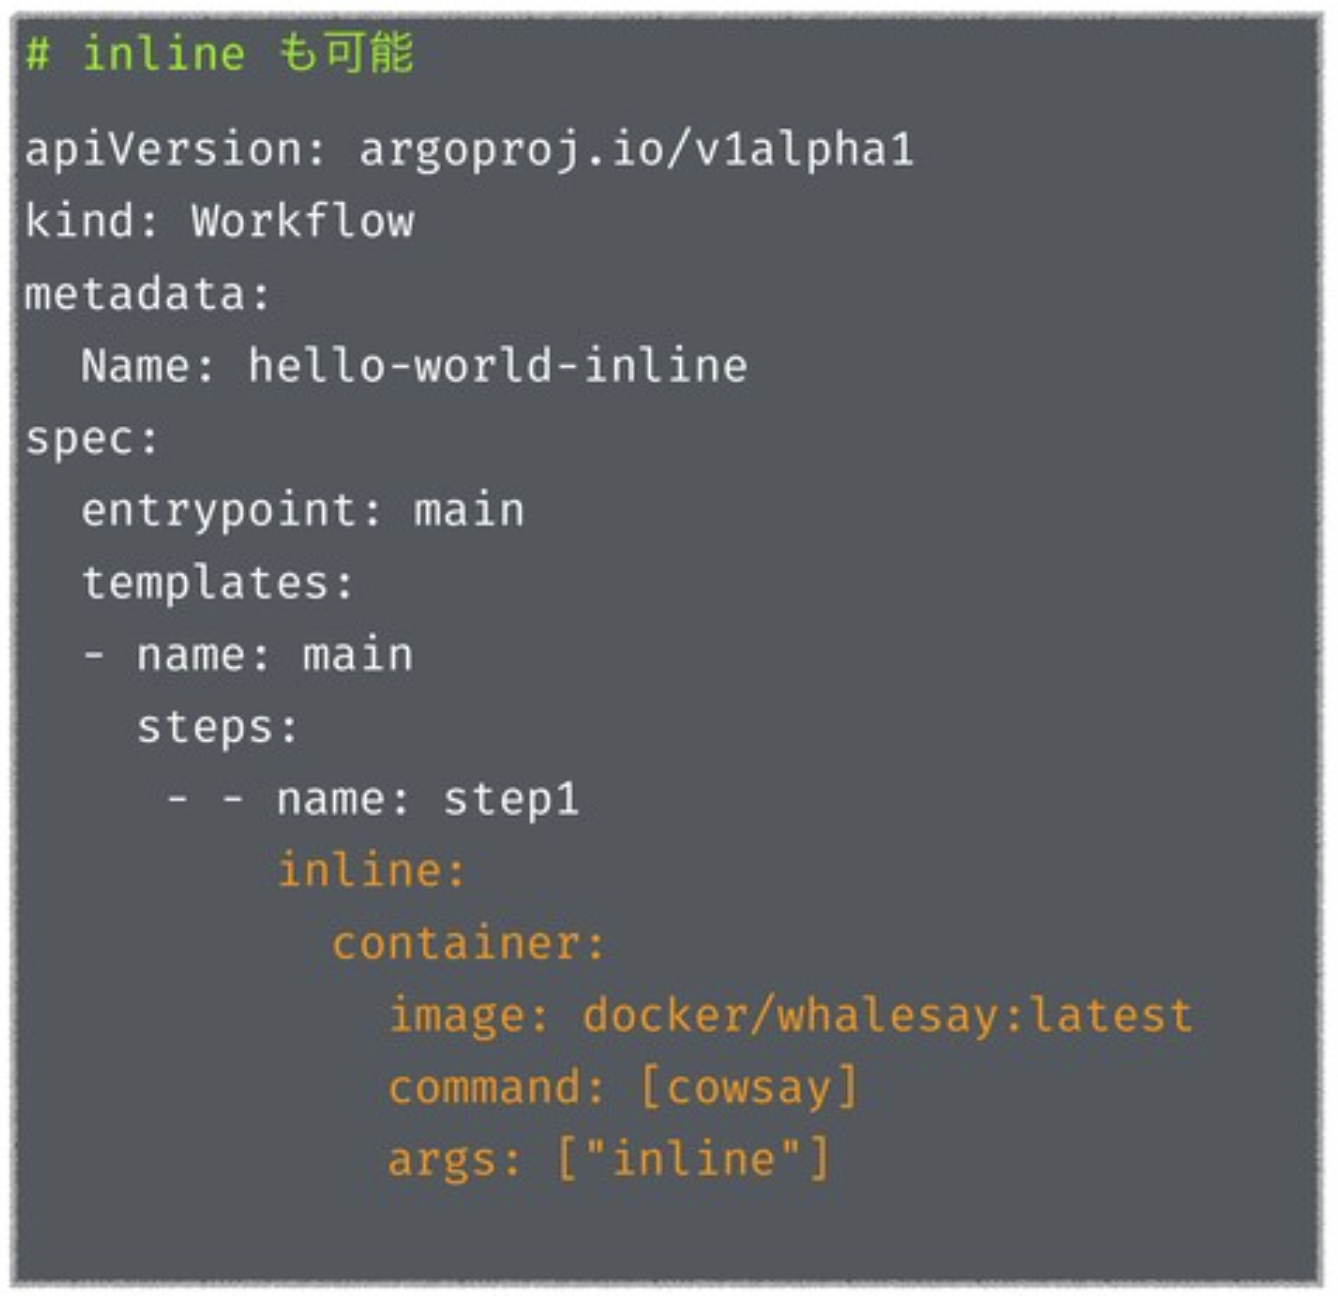 # inline も可能
apiVersion: argoproj.io/v1alpha1
kind: Workflow
metadata:
  Name: hello-world-inline
spec:
  entrypoint: main
  templates:
  - name: main
    steps:
     - - name: step1
         inline:
           container:
             image: docker/whalesay:latest
             command: [cowsay]
             args: ["inline"]